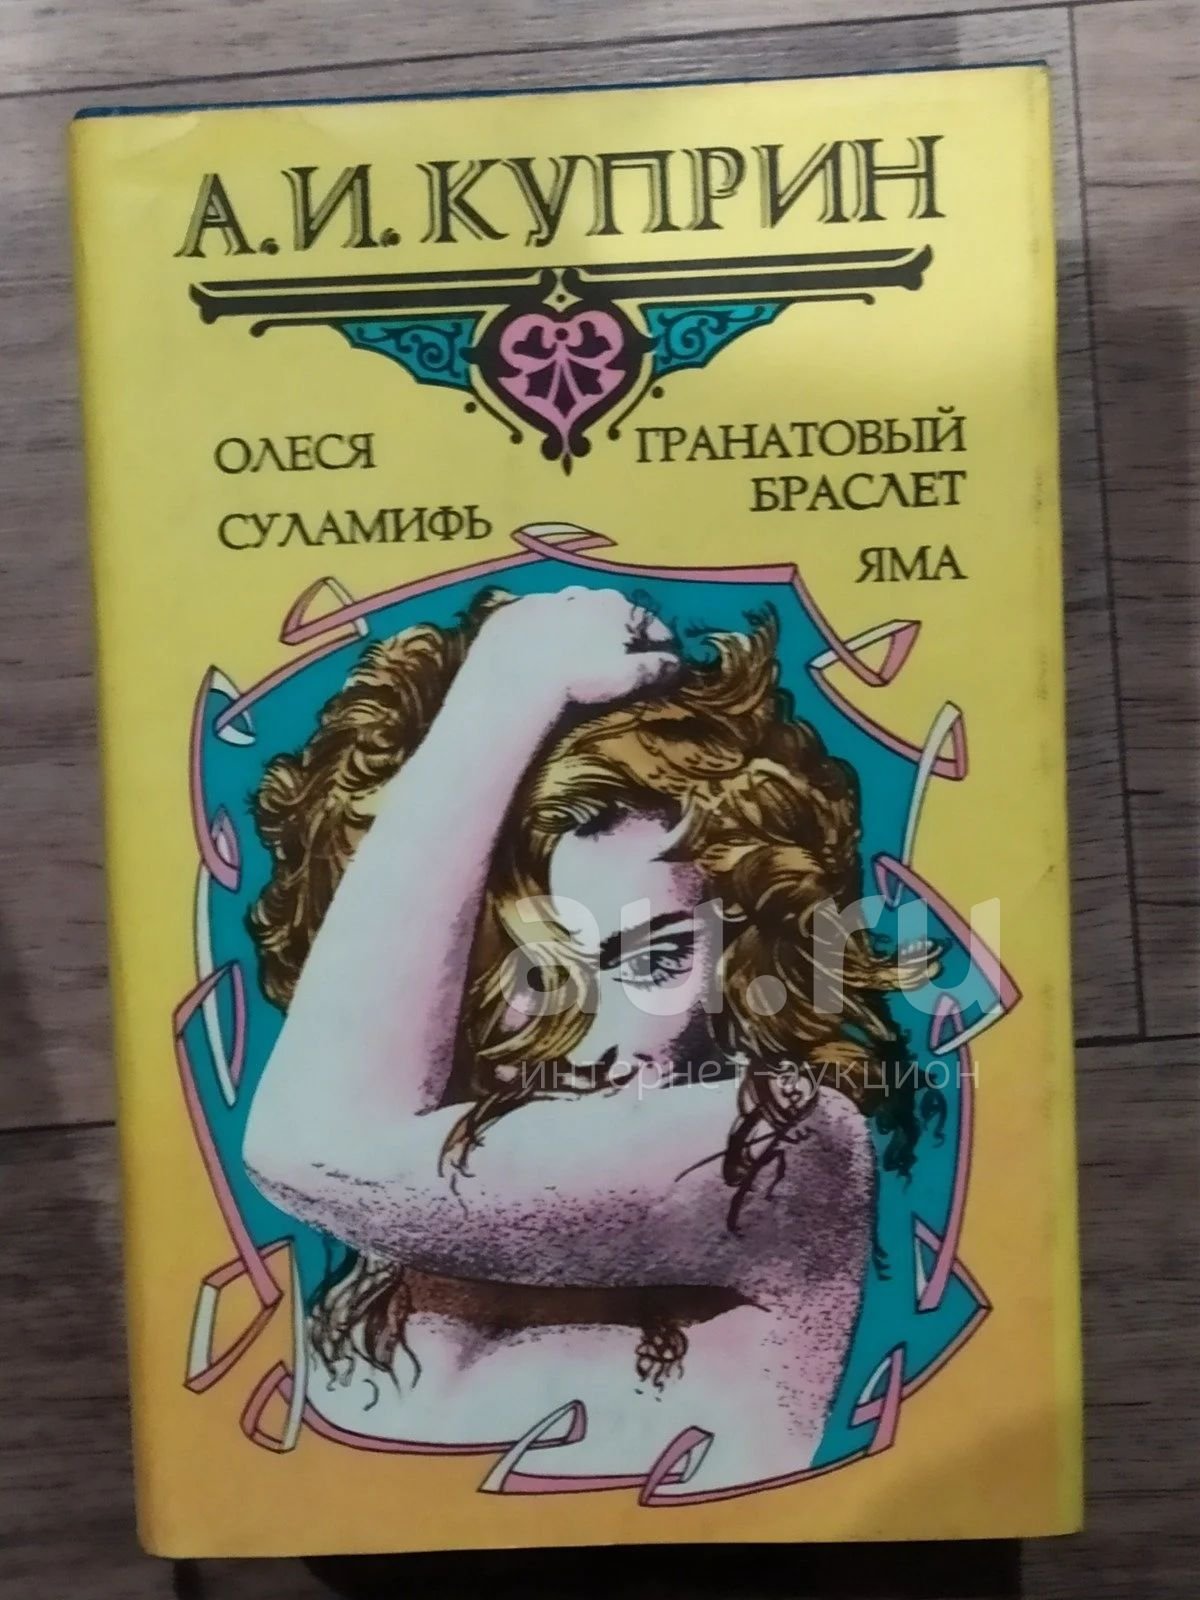 А.И.КУПРИН
ОЛЕСЯ
СУЛАМИФЬ
ГРАНАТОВЫЙ
БРАСЛЕТ
ЯМА
au.ru
интернет-аукцион